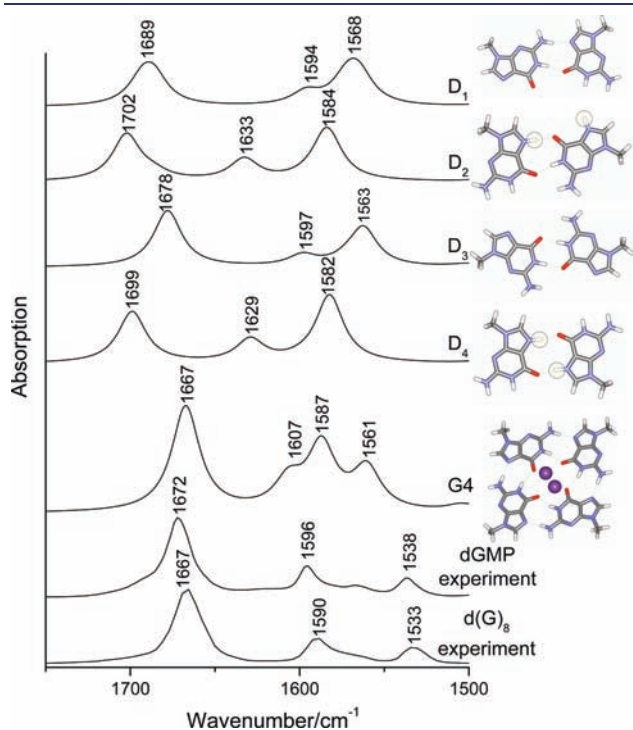 1689
1594
1568
D1
1702
1633
1584
D2
1678
1597
1563
D3
1699
1629
1582
D4
1667
1607
1587
1561
G4
1672
1596
1538
dGMP
experiment
1667
1590
1533
d(G)8
experiment
Absorption
1700
1600
1500
Wavenumber/cm-1